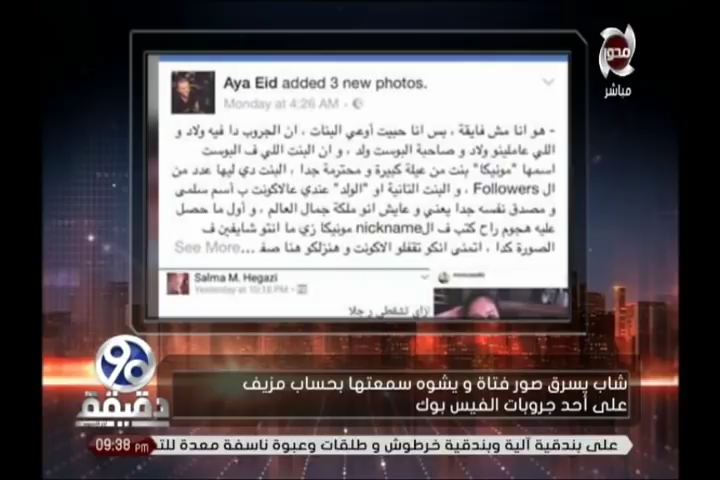 محور
مباشر
Aya Eid added 3 new photos.
Monday at 4:26 AM
- هو انا مش فايقة ، بس انا حبيت أوعي البنات ، ان الجروب دا فيه ولاد و
اللي عاملينو ولاد و صاحبة البوست ولد ، و ان البنت اللي ف البوست
اسمها "مونيكا" بنت من عيلة كبيرة و محترمة جدا ، البنت دي ليها عدد من
ال Followers ، و البنت التانية او "الولد" عندي عالاكونت ب أسم سلمى
و مصدق نفسه جدا يعني و عايش انو ملكة جمال العالم ، و أول ما حصل
عليه هجوم راح كتب ف الnickname مونيكا زي ما انتو شايفين ف
الصورة كدا ، اتمنى انكو تقفلو الاكونت و هنزلكو هنا صفـ ... See More
Salma M. Hegazi
Yesterday at 10:18 PM
ازاي تشقطي رجلا
90
دقيقة
شاب يسرق صور فتاة و يشوه سمعتها بحساب مزيف
على أحد جروبات الفيس بوك
09:38 PM
على بندقية آلية وبندقية خرطوش و طلقات وعبوة ناسفة معدة للتـ